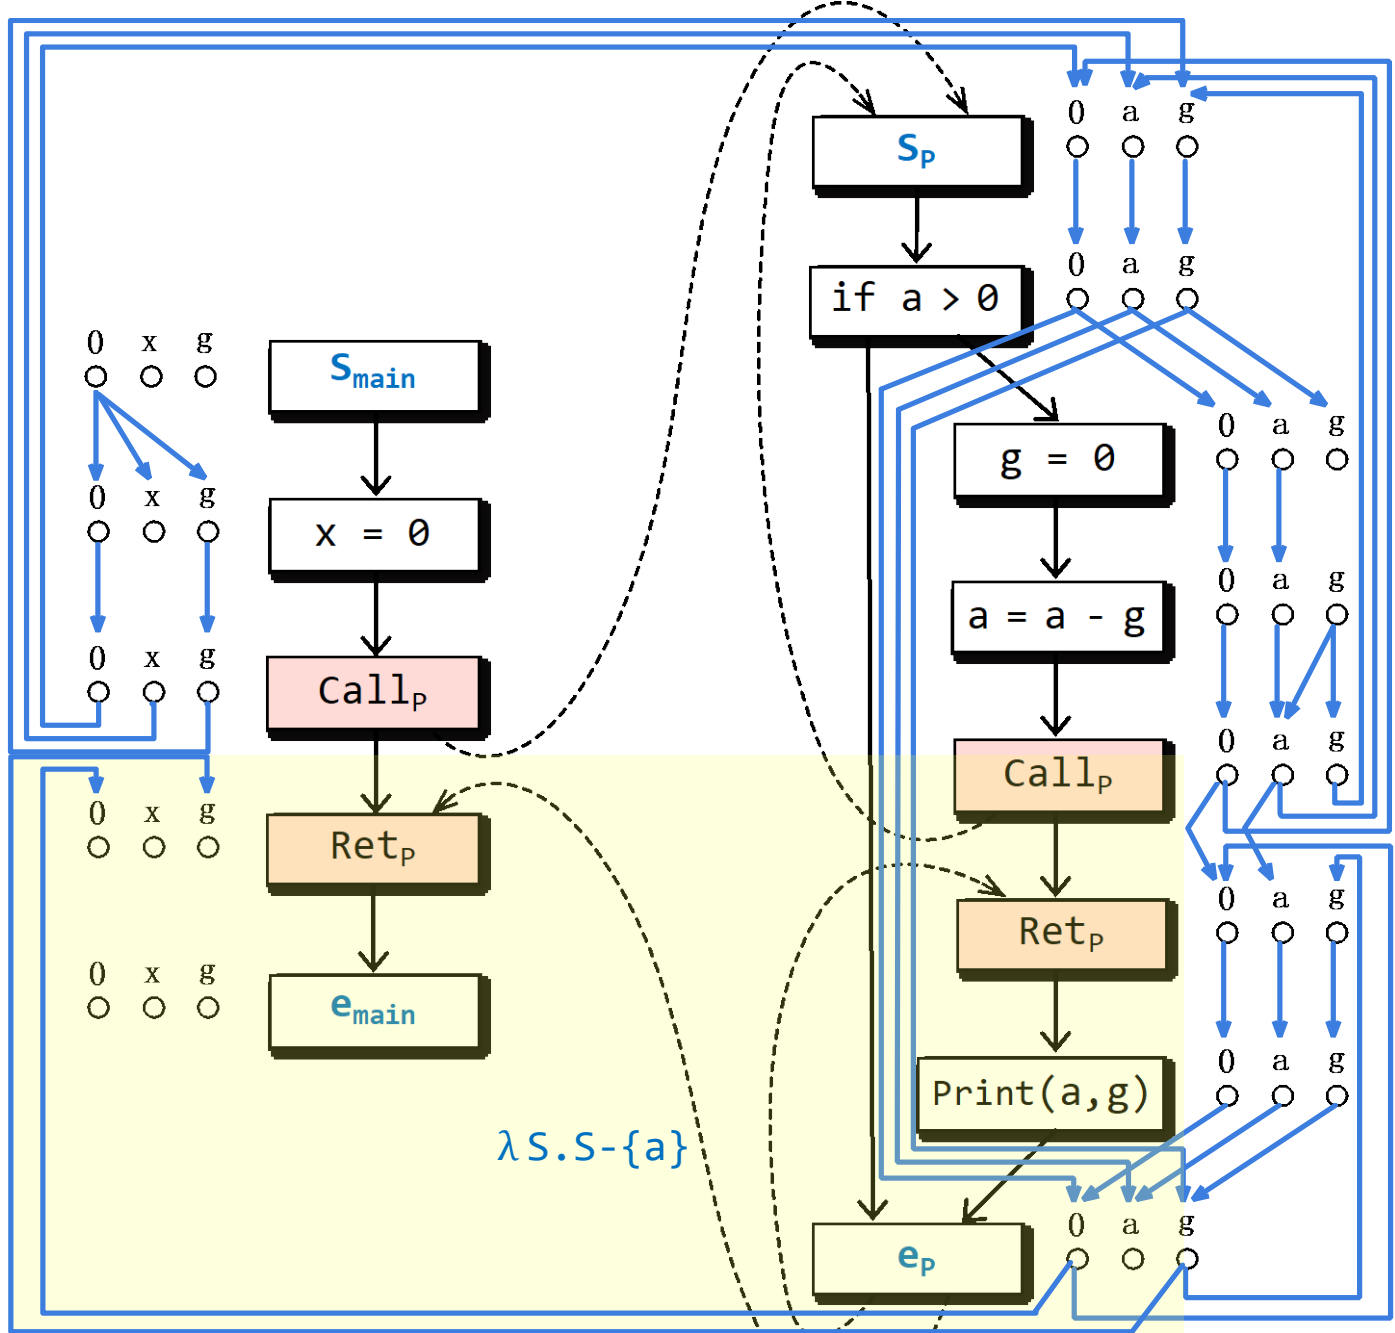 0 a g
S_P
0 a g
if a > 0
0 x g
S_main
0 a g
g = 0
0 x g
x = 0
0 a g
a = a - g
0 x g
Call_P
0 a g
Call_P
0 x g
Ret_P
0 a g
Ret_P
0 x g
e_main
0 a g
Print(a,g)
λS.S-{a}
0 a g
e_P